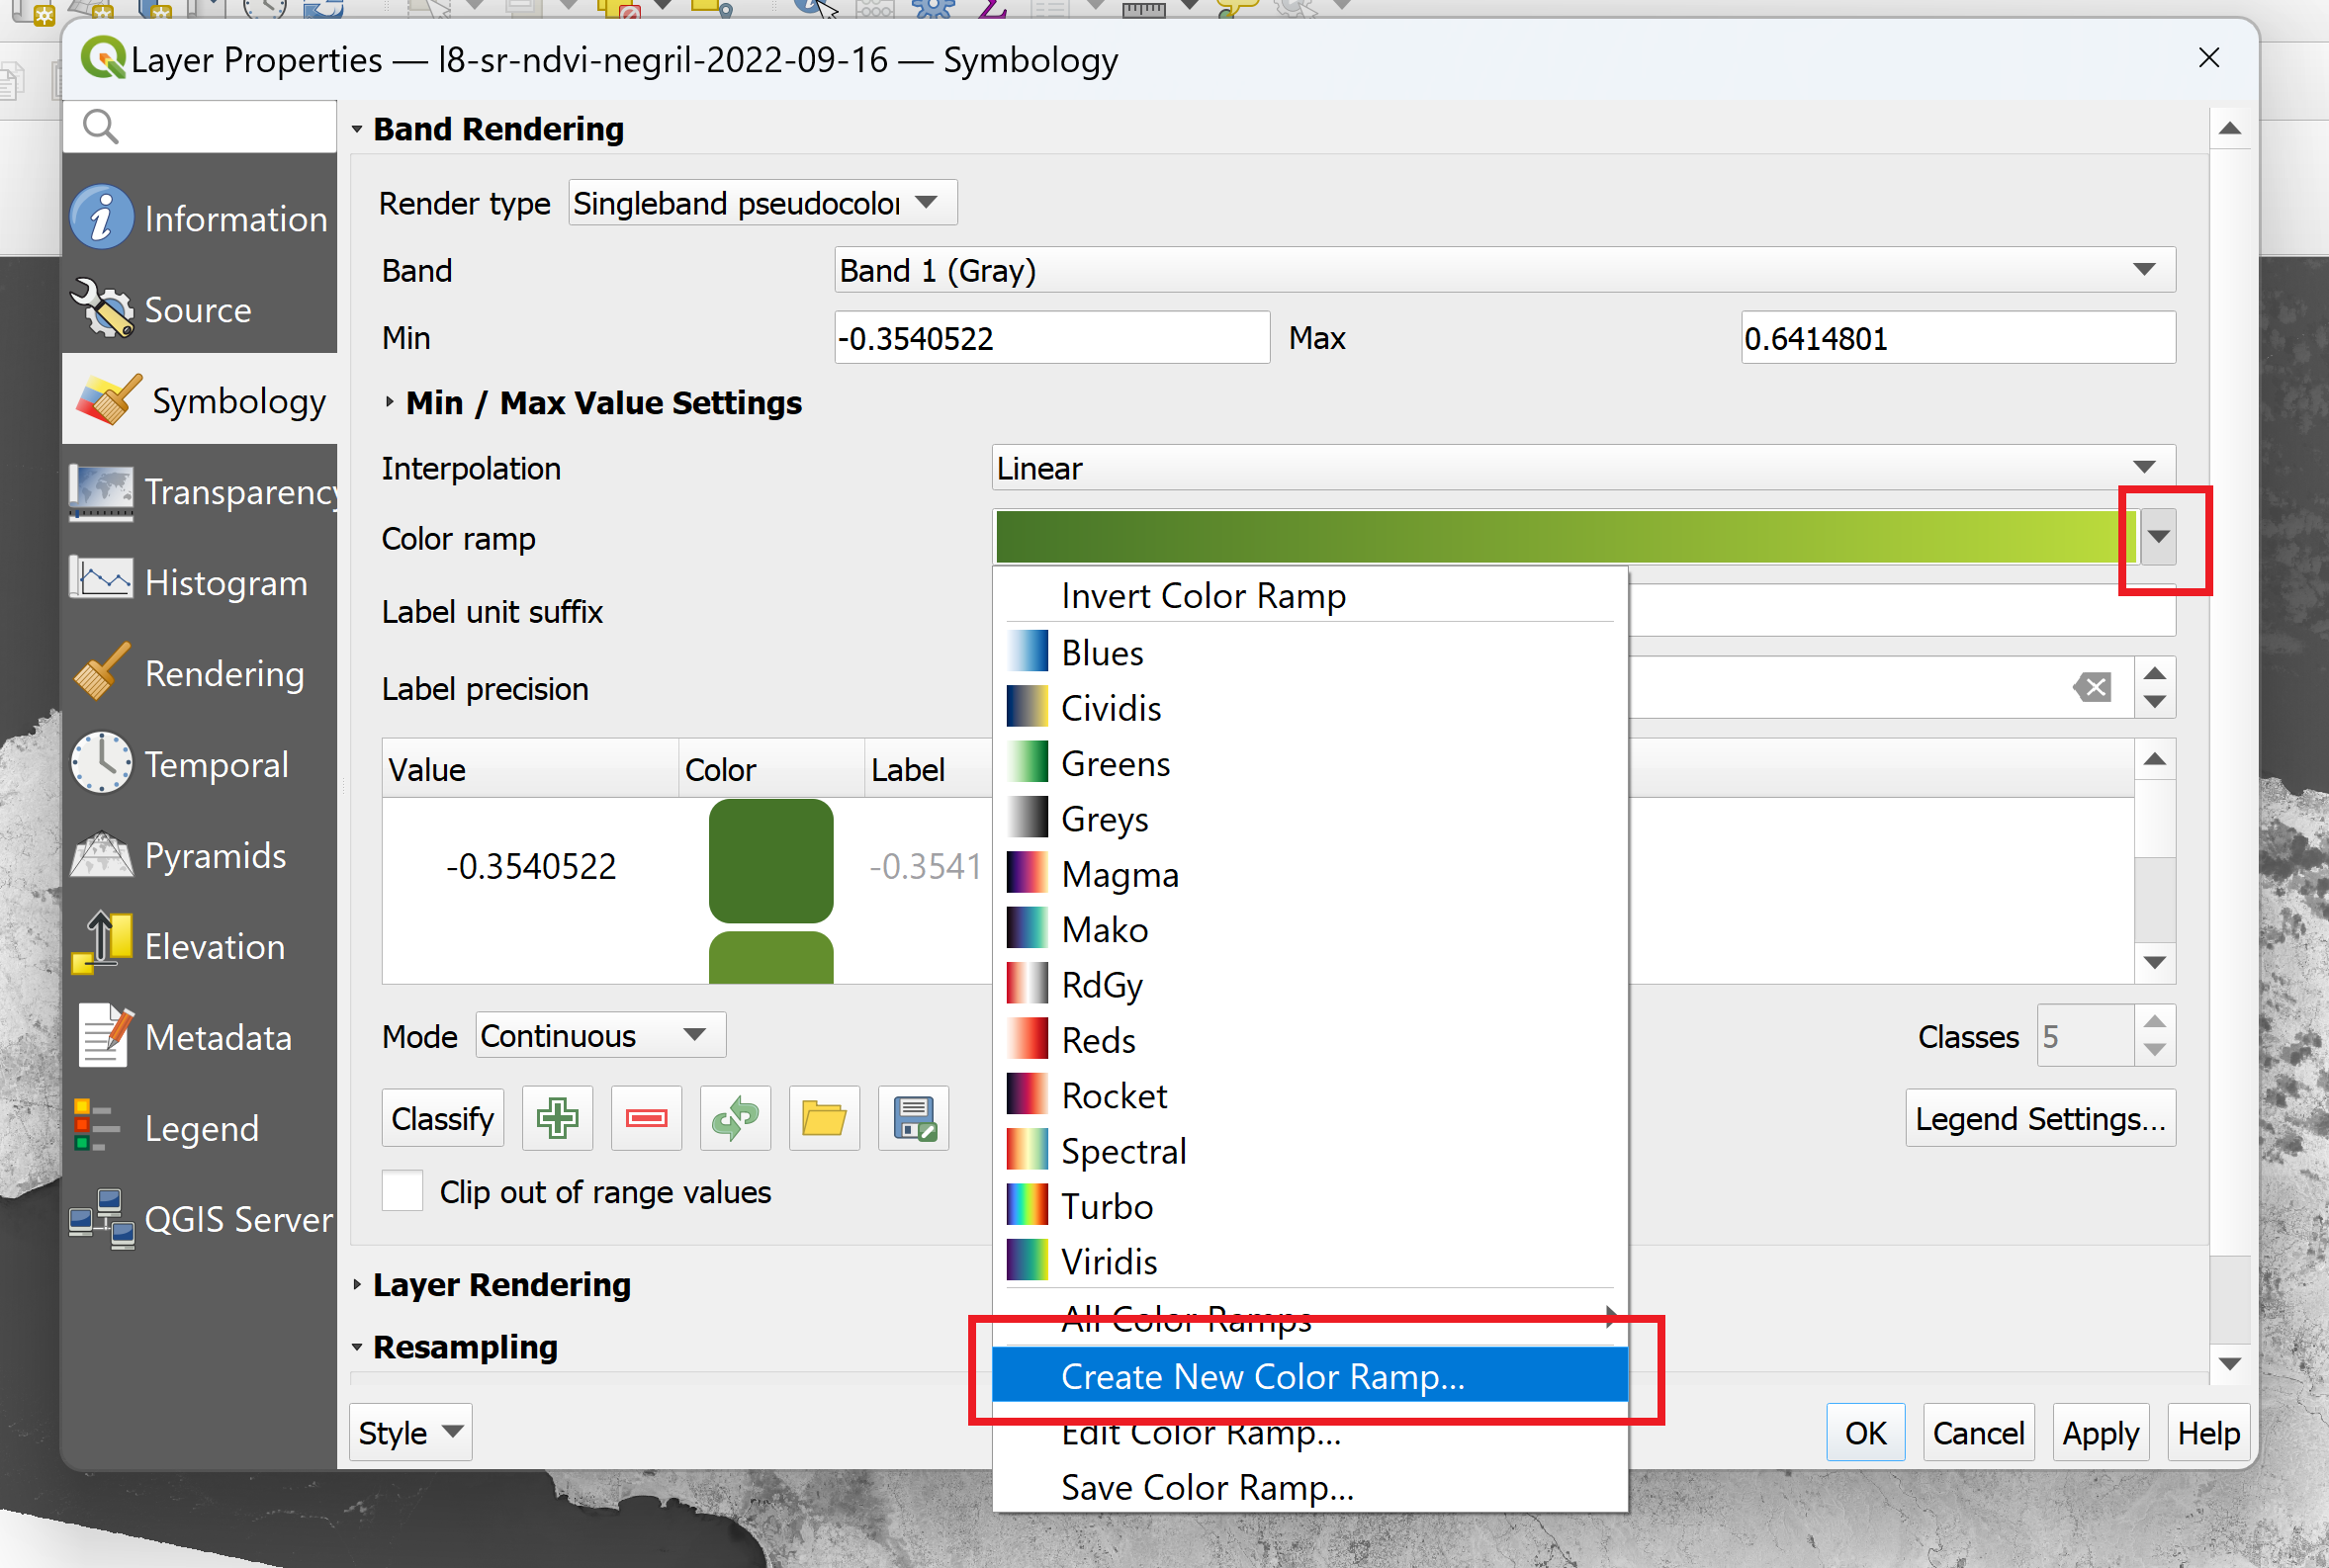 Layer Properties — l8-sr-ndvi-negril-2022-09-16 — Symbology
Information
Source
Symbology
Transparency
Histogram
Rendering
Temporal
Pyramids
Elevation
Metadata
Legend
QGIS Server
Band Rendering
Render type Singleband pseudocolor
Band Band 1 (Gray)
Min -0.3540522 Max 0.6414801
Min / Max Value Settings
Interpolation Linear
Color ramp
Label unit suffix
Label precision
Value Color Label
-0.3540522 -0.3541
Mode Continuous Classes 5
Classify Legend Settings...
Clip out of range values
Layer Rendering
Resampling
Invert Color Ramp
Blues
Cividis
Greens
Greys
Magma
Mako
RdGy
Reds
Rocket
Spectral
Turbo
Viridis
All Color Ramps
Create New Color Ramp...
Edit Color Ramp...
Save Color Ramp...
Style OK Cancel Apply Help